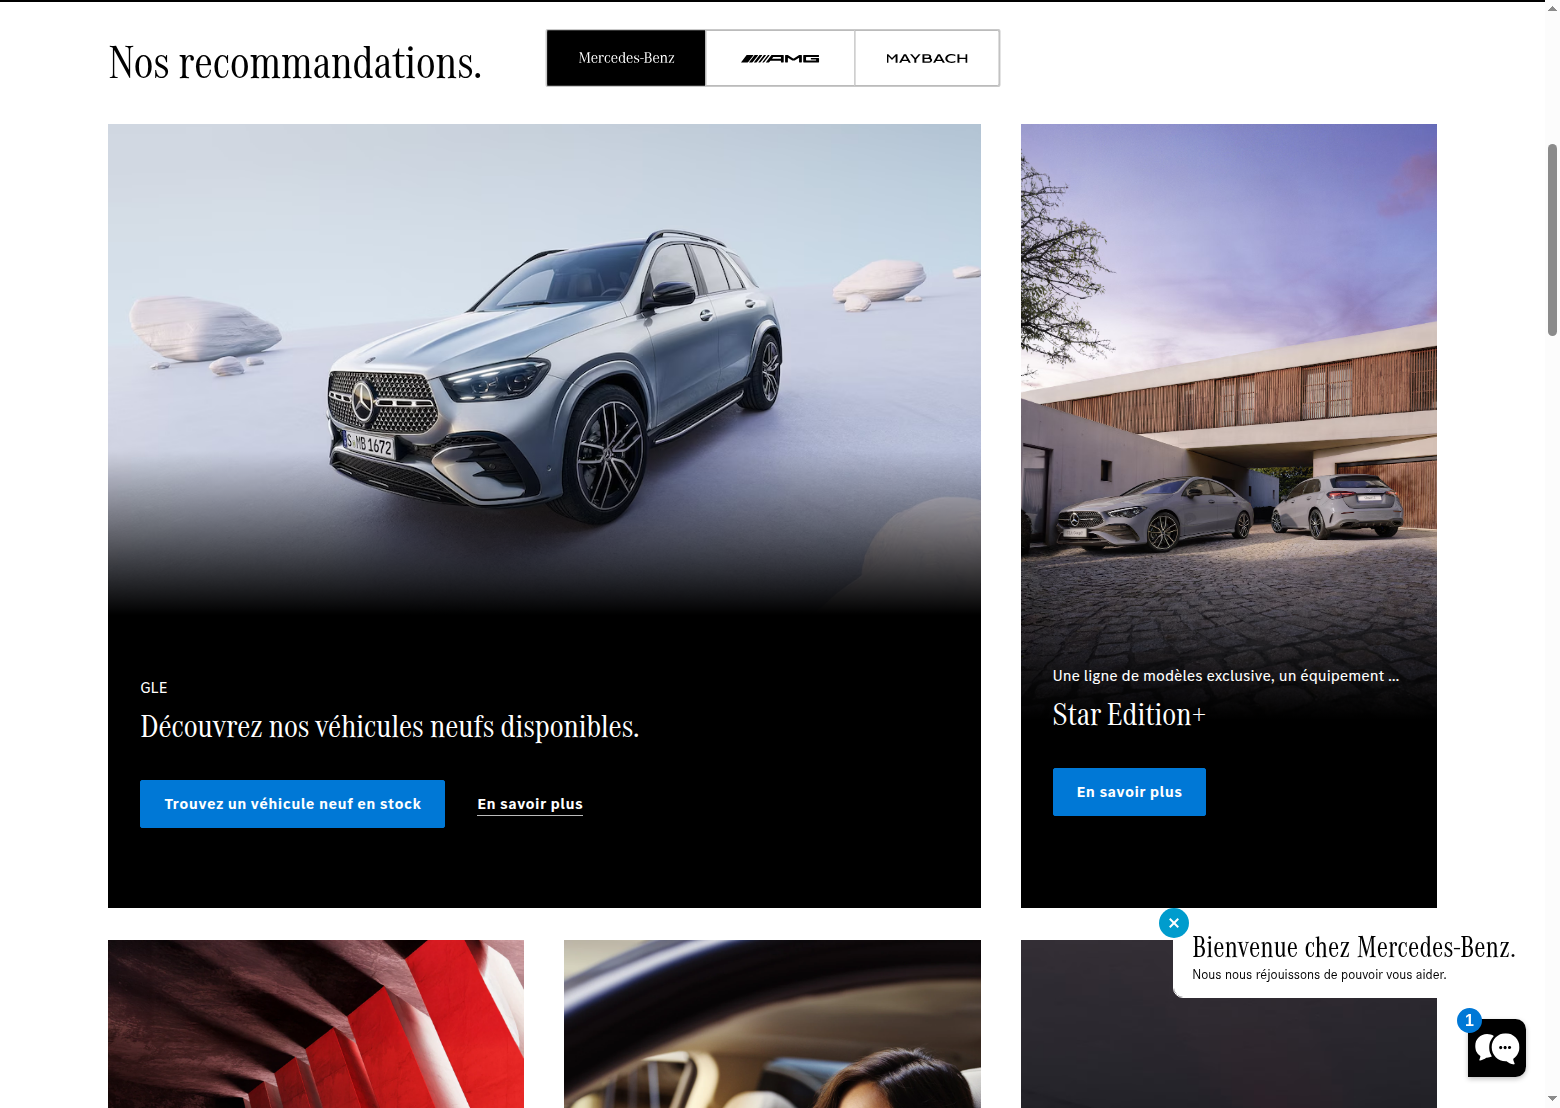 Nos recommandations.
Mercedes-Benz
AMG
MAYBACH
S MB 1672
GLE
Découvrez nos véhicules neufs disponibles.
Trouvez un véhicule neuf en stock
En savoir plus
Une ligne de modèles exclusive, un équipement ...
Star Edition+
En savoir plus
Bienvenue chez Mercedes-Benz.
Nous nous réjouissons de pouvoir vous aider.
1